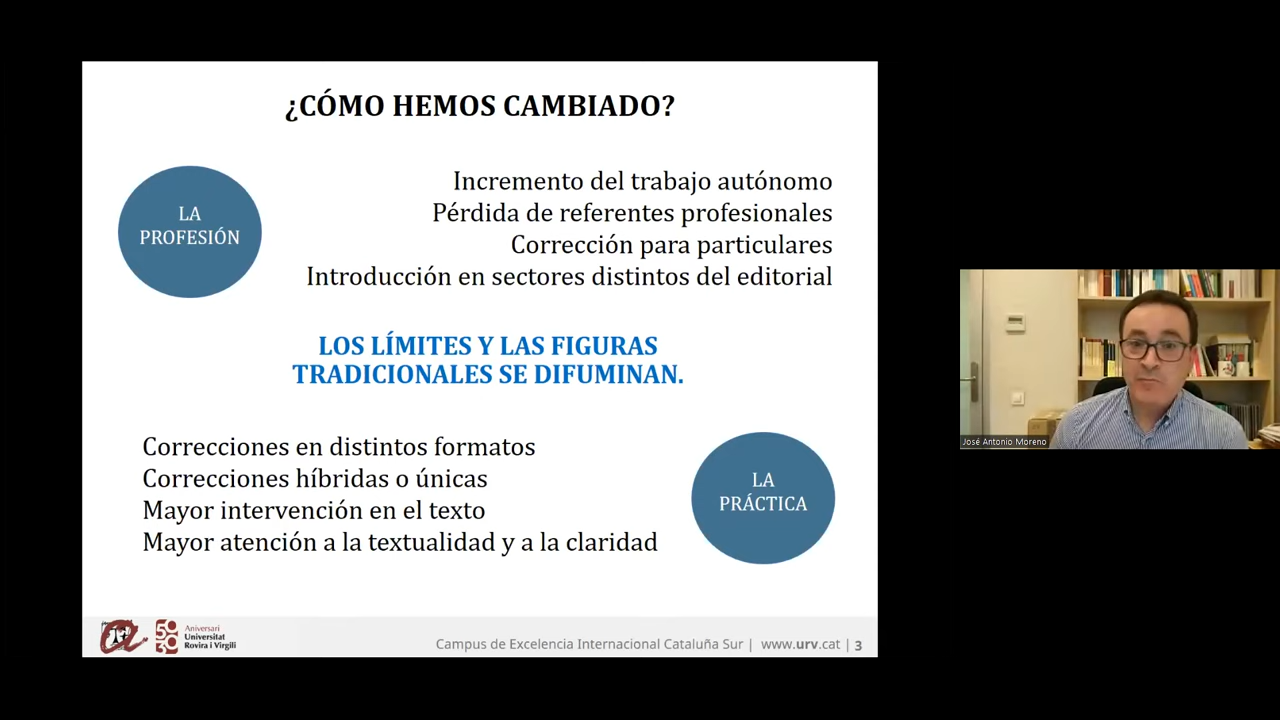 ¿CÓMO HEMOS CAMBIADO?
LA
PROFESIÓN
Incremento del trabajo autónomo
Pérdida de referentes profesionales
Corrección para particulares
Introducción en sectores distintos del editorial
LOS LÍMITES Y LAS FIGURAS
TRADICIONALES SE DIFUMINAN.
Correcciones en distintos formatos
Correcciones híbridas o únicas
Mayor intervención en el texto
Mayor atención a la textualidad y a la claridad
LA
PRÁCTICA
Aniversari
Universitat
Rovira i Virgili
Campus de Excelencia Internacional Cataluña Sur | www.urv.cat | 3
José Antonio Moreno